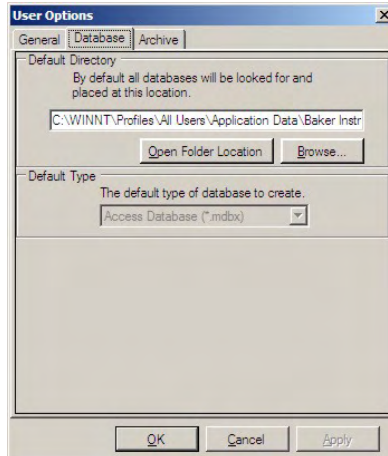 User Options
General Database Archive
Default Directory
By default all databases will be looked for and
placed at this location.
C:\WINNT\Profiles\All Users\Application Data\Baker Instr
Open Folder Location Browse...
Default Type
The default type of database to create.
Access Database (*.mdbx)
OK Cancel Apply